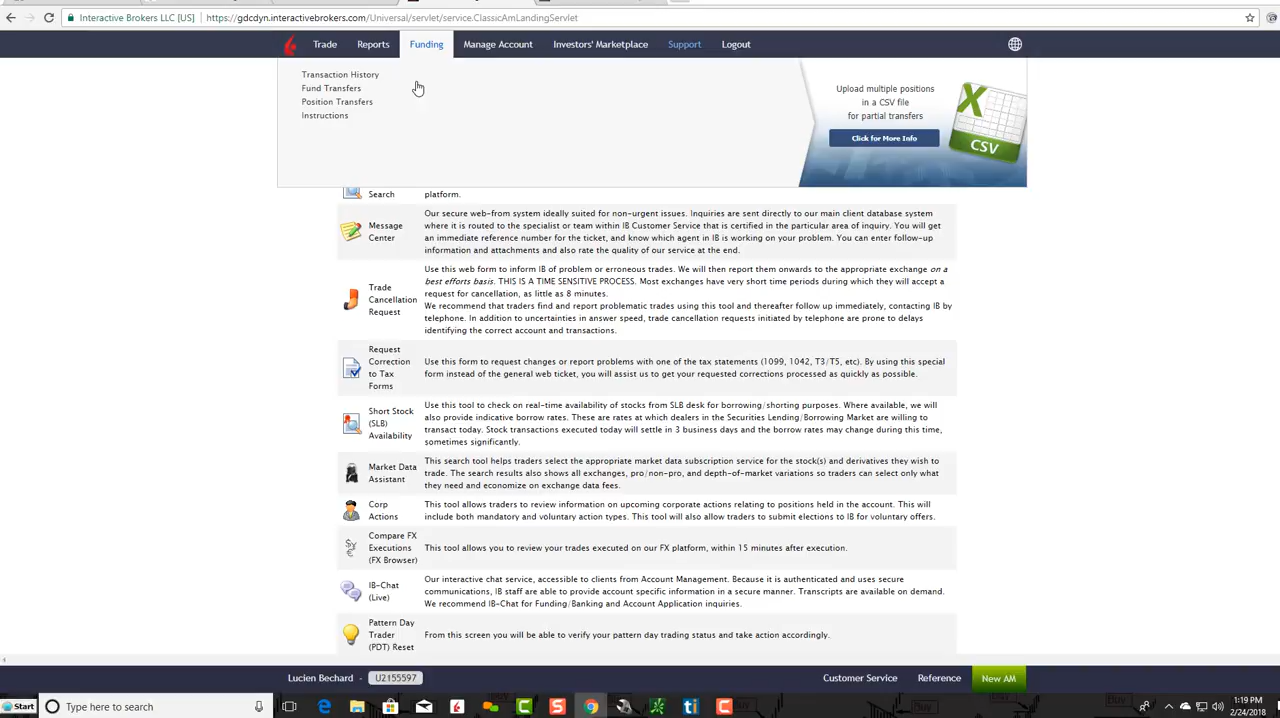 Interactive Brokers LLC [US]
https://gdcdyn.interactivebrokers.com/Universal/servlet/service.ClassicAmLandingServlet
Trade
Reports
Funding
Manage Account
Investors' Marketplace
Support
Logout
Transaction History
Fund Transfers
Position Transfers
Instructions
Upload multiple positions
in a CSV file
for partial transfers
Click for More Info
X
CSV
Search
platform.
Message
Center
Our secure web-from system ideally suited for non-urgent issues. Inquiries are sent directly to our main client database system
where it is routed to the specialist or team within IB Customer Service that is certified in the particular area of inquiry. You will get
an immediate reference number for the ticket, and know which agent in IB is working on your problem. You can enter follow-up
information and attachments and also rate the quality of our service at the end.
Trade
Cancellation
Request
Use this web form to inform IB of problem or erroneous trades. We will then report them onwards to the appropriate exchange on a
best efforts basis. THIS IS A TIME SENSITIVE PROCESS. Most exchanges have very short time periods during which they will accept a
request for cancellation, as little as 8 minutes.
We recommend that traders find and report problematic trades using this tool and thereafter follow up immediately, contacting IB by
telephone. In addition to uncertainties in answer speed, trade cancellation requests initiated by telephone are prone to delays
identifying the correct account and transactions.
Request
Correction
to Tax
Forms
Use this form to request changes or report problems with one of the tax statements (1099, 1042, T3/T5, etc). By using this special
form instead of the general web ticket, you will assist us to get your requested corrections processed as quickly as possible.
Short Stock
(SLB)
Availability
Use this tool to check on real-time availability of stocks from SLB desk for borrowing/shorting purposes. Where available, we will
also provide indicative borrow rates. These are rates at which dealers in the Securities Lending/Borrowing Market are willing to
transact today. Stock transactions executed today will settle in 3 business days and the borrow rates may change during this time,
sometimes significantly.
Market Data
Assistant
This search tool helps traders select the appropriate market data subscription service for the stock(s) and derivatives they wish to
trade. The search results also shows all exchanges, pro/non-pro, and depth-of-market variations so traders can select only what
they need and economize on exchange data fees.
Corp
Actions
This tool allows traders to review information on upcoming corporate actions relating to positions held in the account. This will
include both mandatory and voluntary action types. This tool will also allow traders to submit elections to IB for voluntary offers.
Compare FX
Executions
(FX Browser)
This tool allows you to review your trades executed on our FX platform, within 15 minutes after execution.
IB-Chat
(Live)
Our interactive chat service, accessible to clients from Account Management. Because it is authenticated and uses secure
communications, IB staff are able to provide account specific information in a secure manner. Transcripts are available on demand.
We recommend IB-Chat for Funding/Banking and Account Application inquiries.
Pattern Day
Trader
(PDT) Reset
From this screen you will be able to verify your pattern day trading status and take action accordingly.
Lucien Bechard - U2155597
Customer Service
Reference
New AM
Start
Type here to search
1:19 PM
2/24/2018